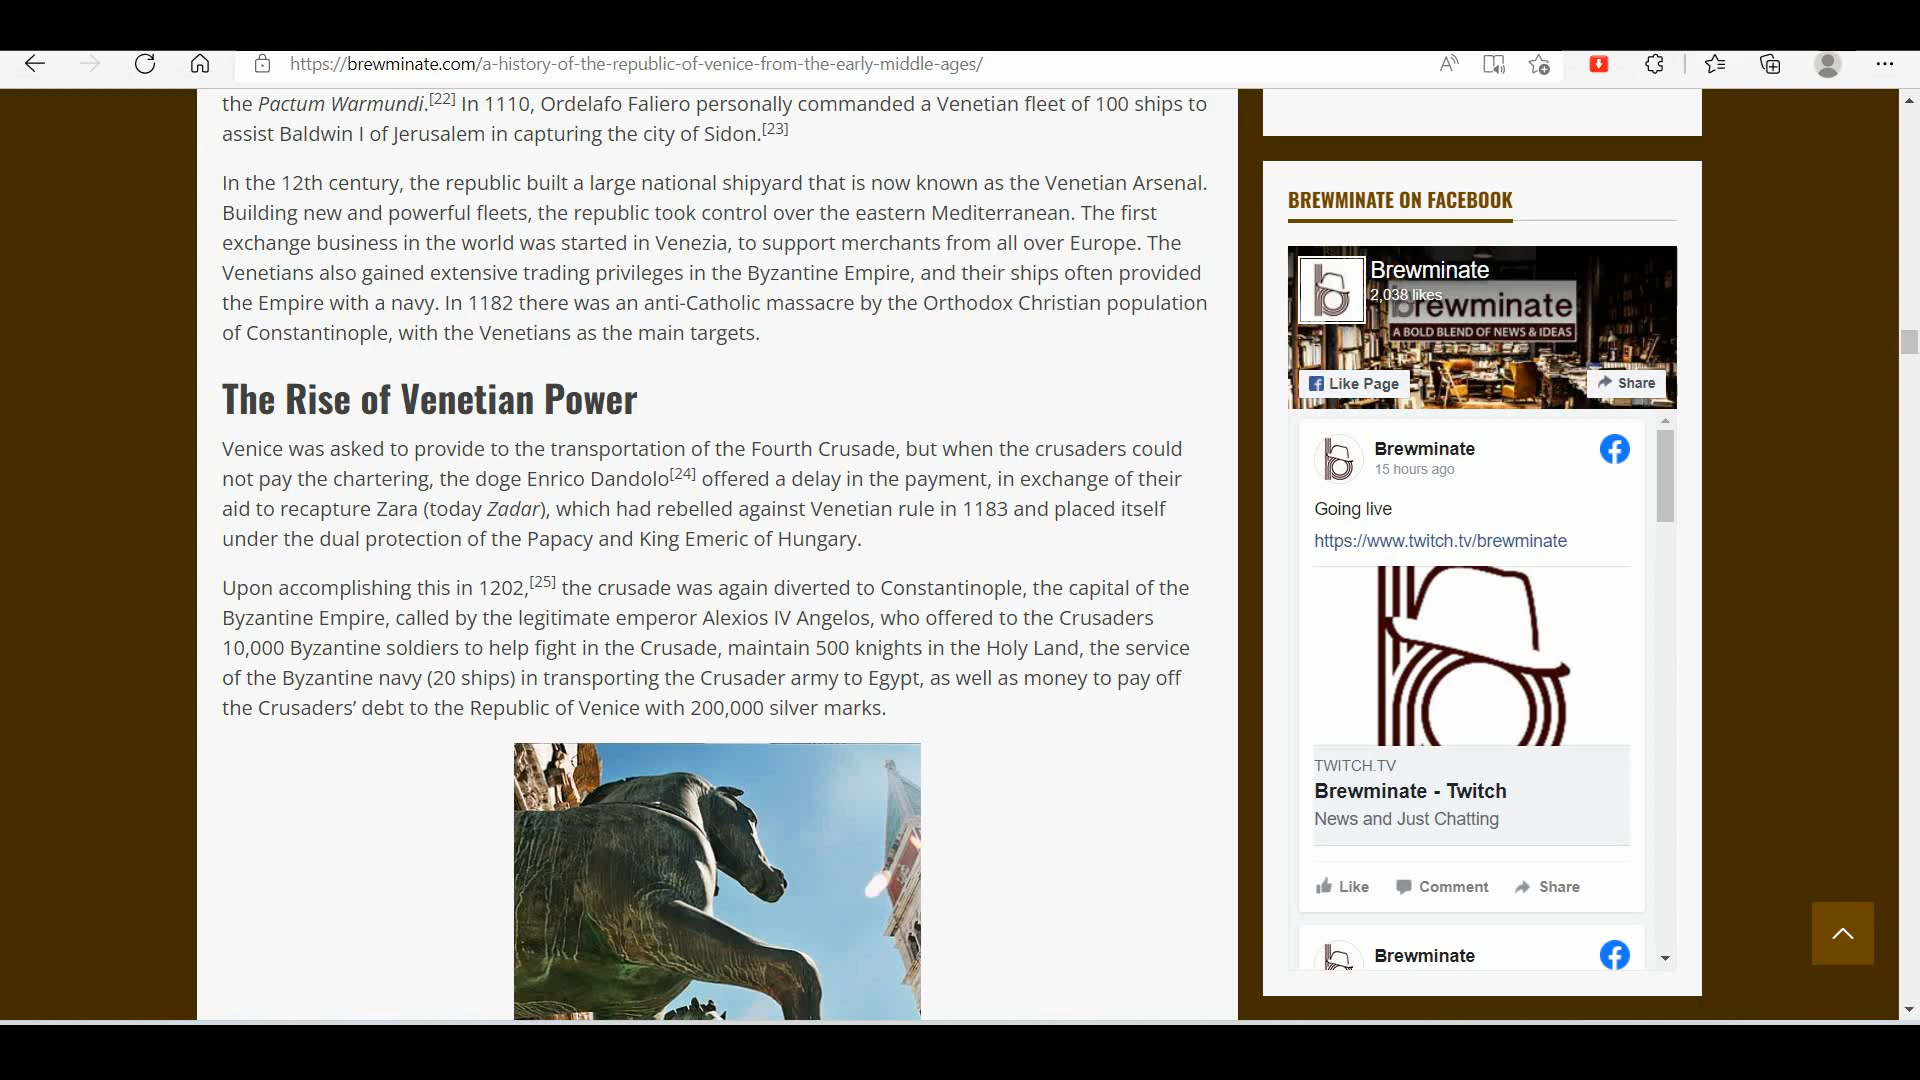 https://brewminate.com/a-history-of-the-republic-of-venice-from-the-early-middle-ages/
the Pactum Warmundi.[22] In 1110, Ordelafo Faliero personally commanded a Venetian fleet of 100 ships to
assist Baldwin I of Jerusalem in capturing the city of Sidon.[23]
In the 12th century, the republic built a large national shipyard that is now known as the Venetian Arsenal.
Building new and powerful fleets, the republic took control over the eastern Mediterranean. The first
exchange business in the world was started in Venezia, to support merchants from all over Europe. The
Venetians also gained extensive trading privileges in the Byzantine Empire, and their ships often provided
the Empire with a navy. In 1182 there was an anti-Catholic massacre by the Orthodox Christian population
of Constantinople, with the Venetians as the main targets.
The Rise of Venetian Power
Venice was asked to provide to the transportation of the Fourth Crusade, but when the crusaders could
not pay the chartering, the doge Enrico Dandolo[24] offered a delay in the payment, in exchange of their
aid to recapture Zara (today Zadar), which had rebelled against Venetian rule in 1183 and placed itself
under the dual protection of the Papacy and King Emeric of Hungary.
Upon accomplishing this in 1202,[25] the crusade was again diverted to Constantinople, the capital of the
Byzantine Empire, called by the legitimate emperor Alexios IV Angelos, who offered to the Crusaders
10,000 Byzantine soldiers to help fight in the Crusade, maintain 500 knights in the Holy Land, the service
of the Byzantine navy (20 ships) in transporting the Crusader army to Egypt, as well as money to pay off
the Crusaders’ debt to the Republic of Venice with 200,000 silver marks.
BREWMINATE ON FACEBOOK
Brewminate
2,038 likes
brewminate
A BOLD BLEND OF NEWS & IDEAS
Like Page
Share
Brewminate
15 hours ago
Going live
https://www.twitch.tv/brewminate
TWITCH.TV
Brewminate - Twitch
News and Just Chatting
Like
Comment
Share
Brewminate